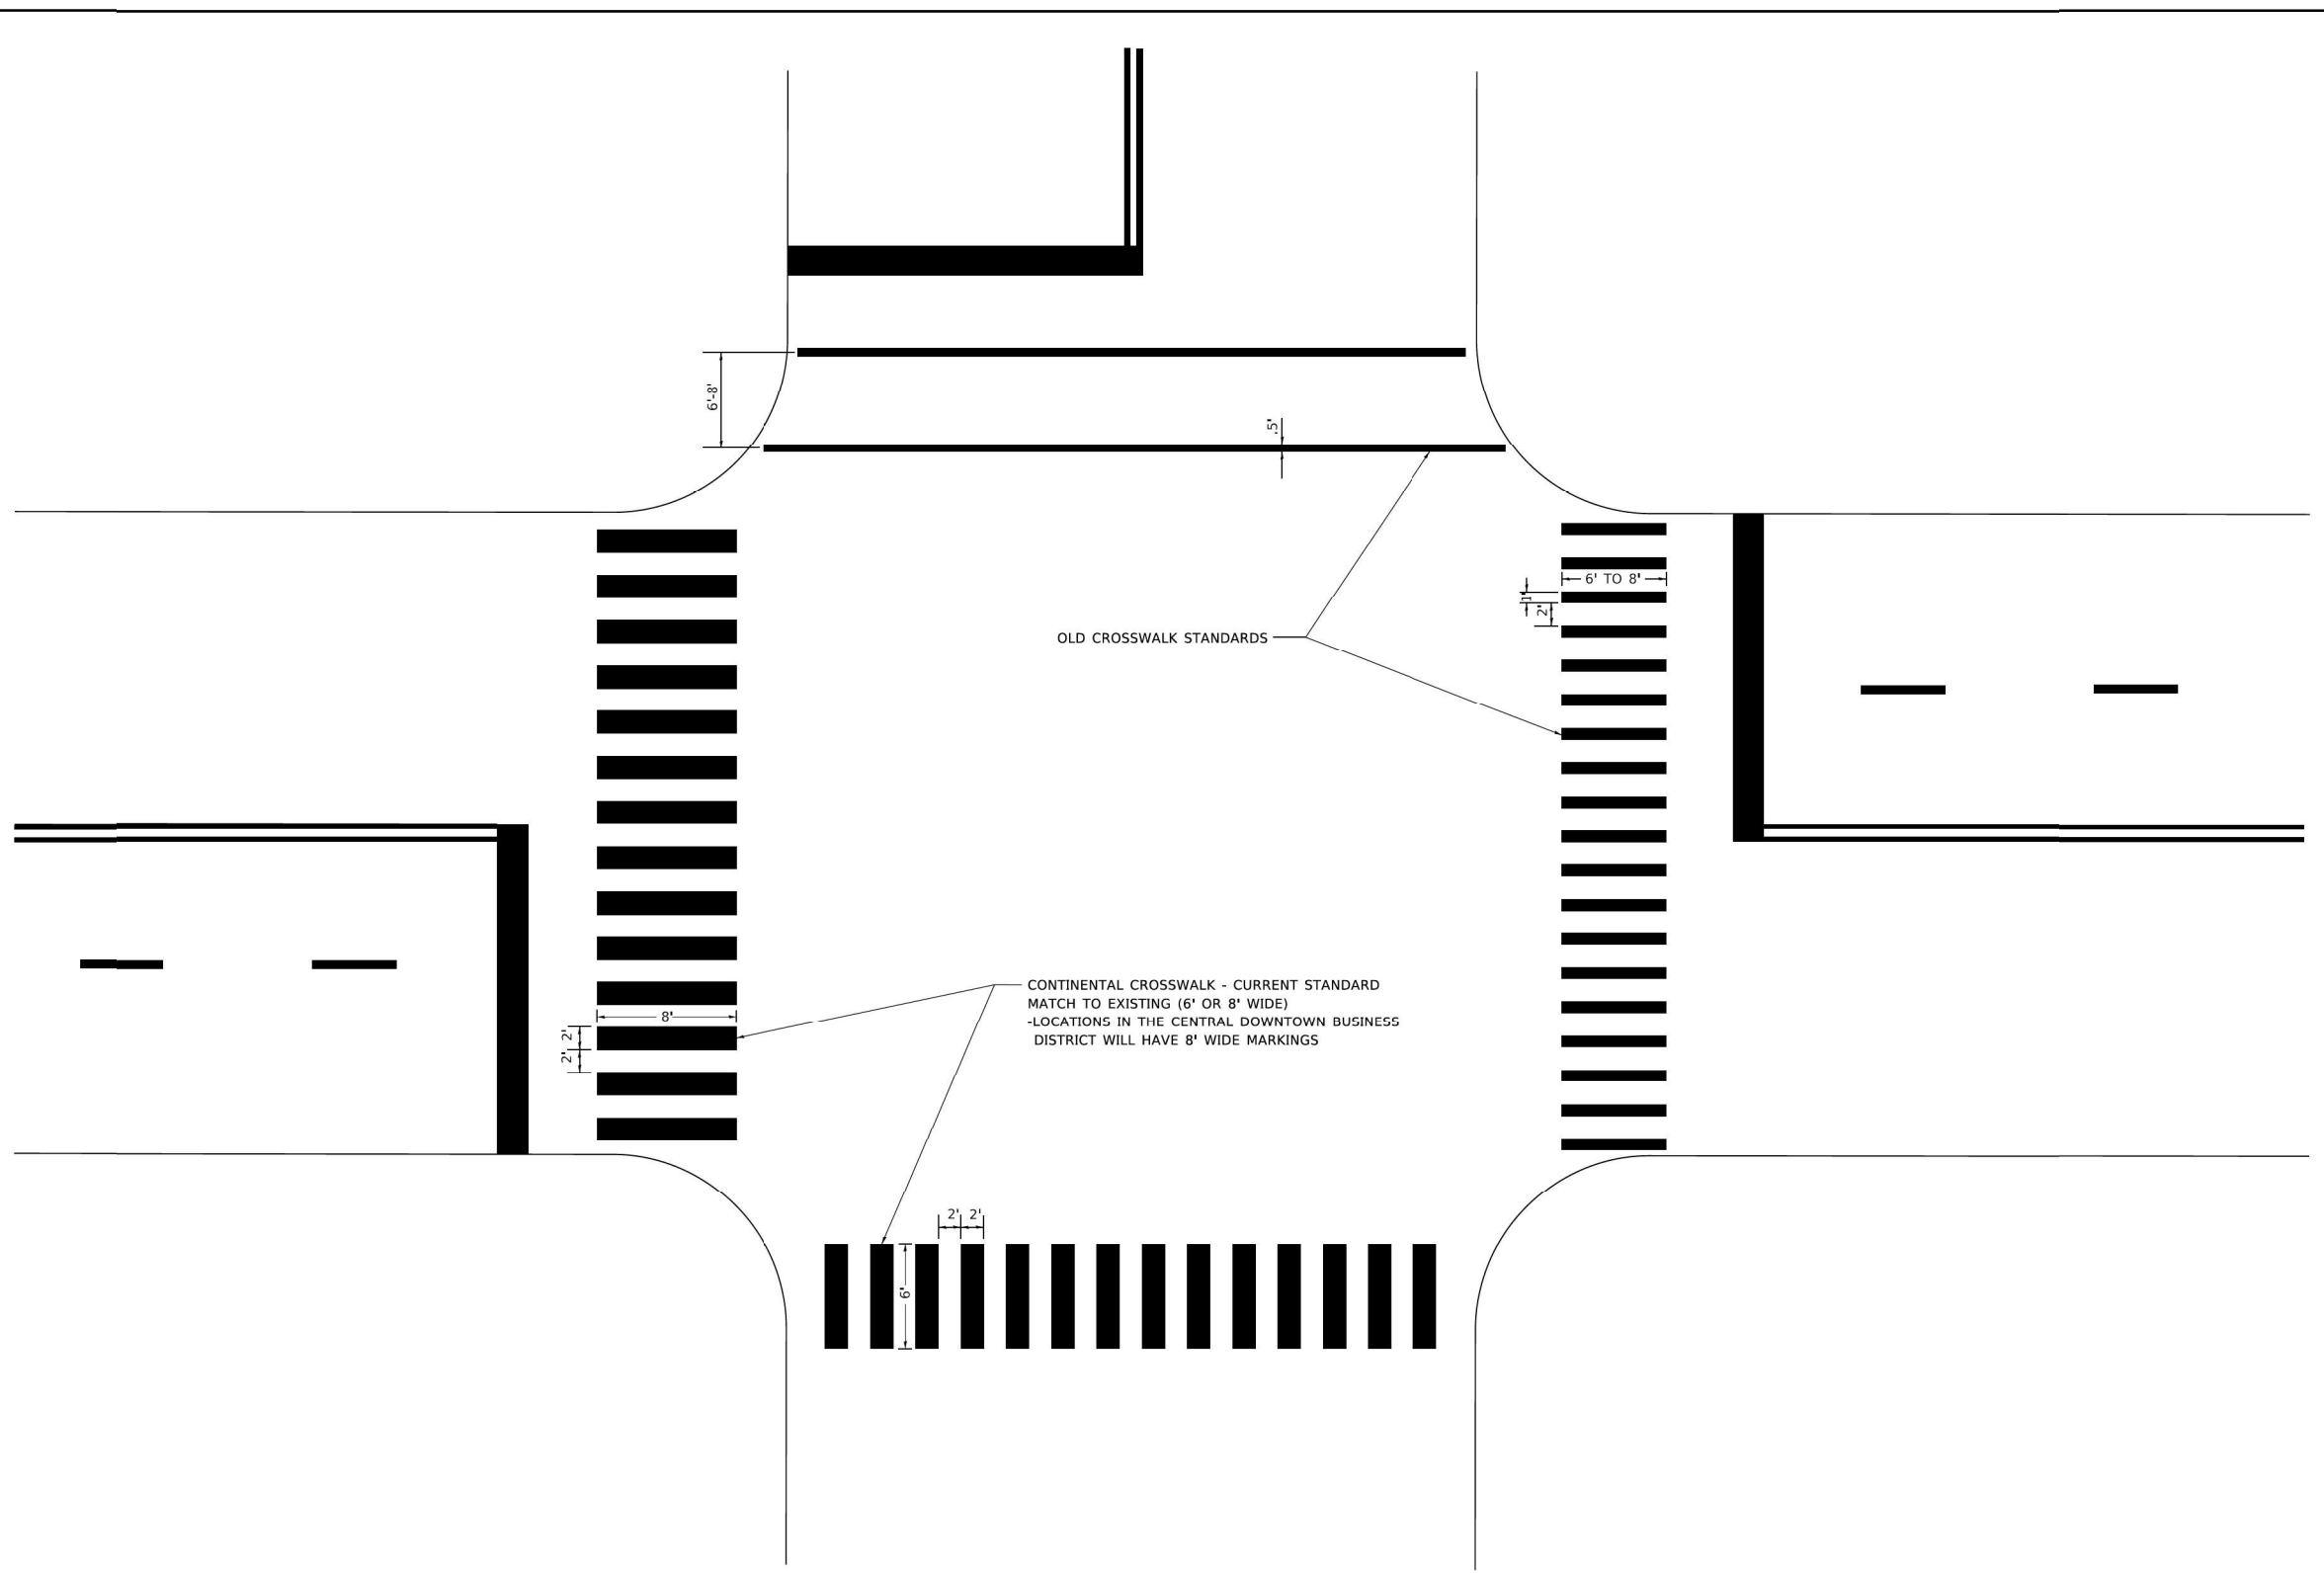 6'-8'
.5'
6' TO 8'
1'
2'
OLD CROSSWALK STANDARDS
CONTINENTAL CROSSWALK - CURRENT STANDARD
MATCH TO EXISTING (6' OR 8' WIDE)
-LOCATIONS IN THE CENTRAL DOWNTOWN BUSINESS
DISTRICT WILL HAVE 8' WIDE MARKINGS
8'
2'
2'
2' 2'
6'